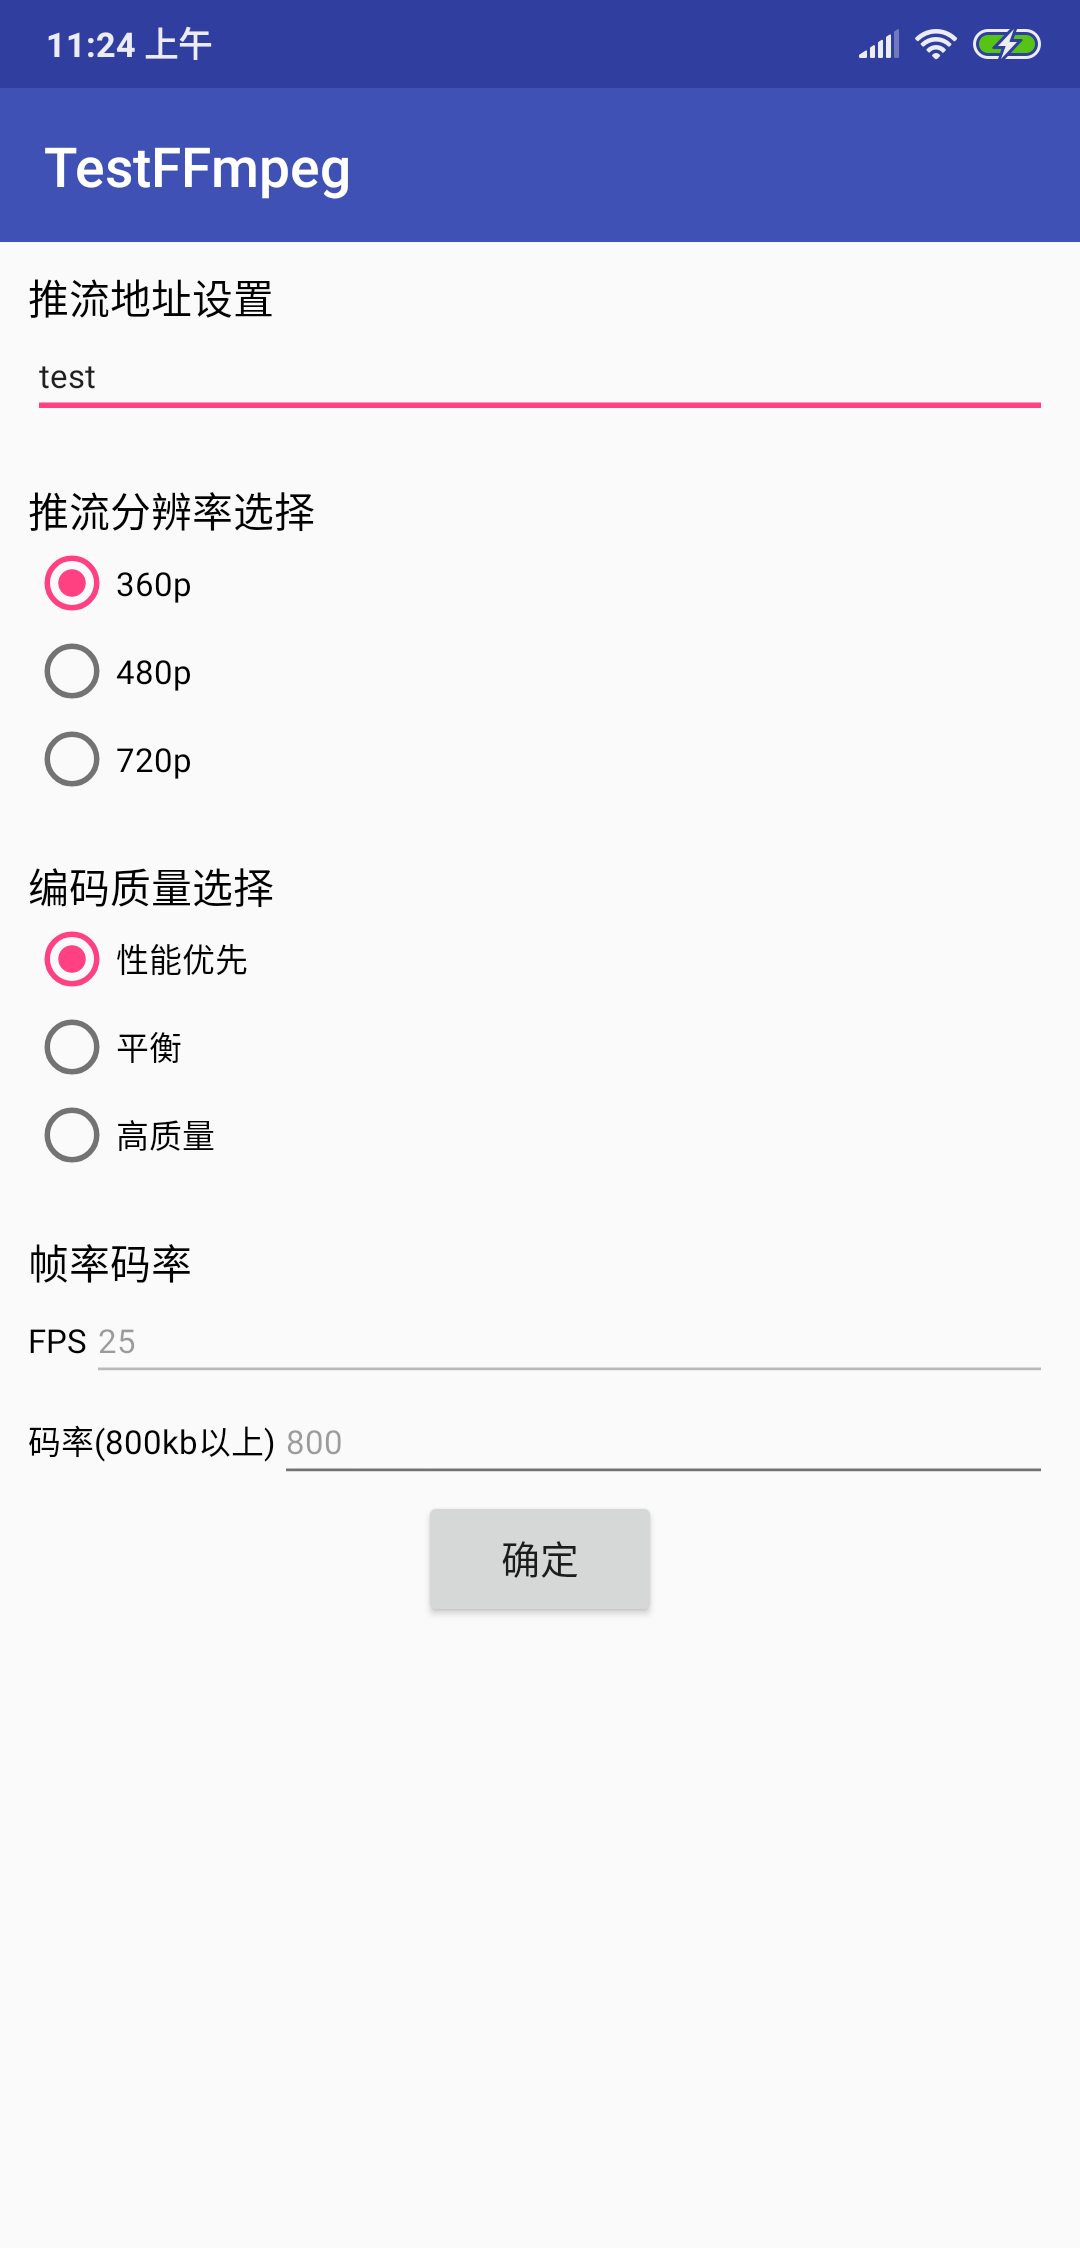 11:24 上午
TestFFmpeg
推流地址设置
test
推流分辨率选择
360p
480p
720p
编码质量选择
性能优先
平衡
高质量
帧率码率
FPS 25
码率(800kb以上) 800
确定